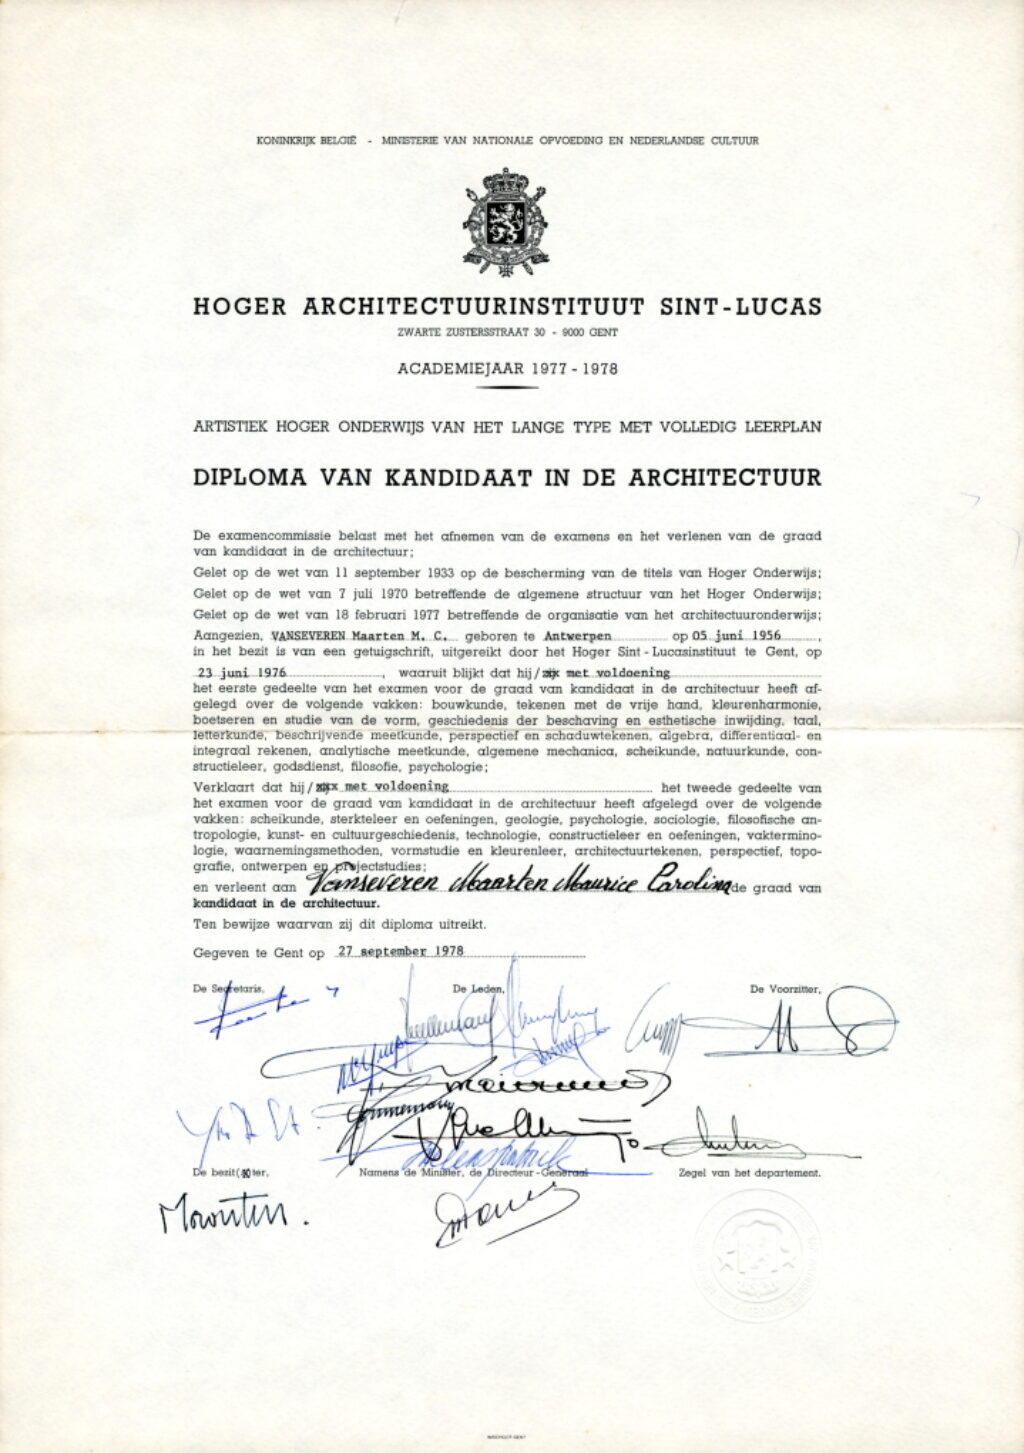 KONINKRIJK BELGIË - MINISTERIE VAN NATIONALE OPVOEDING EN NEDERLANDSE CULTUUR
HOGER ARCHITECTUURINSTITUUT SINT-LUCAS
ZWARTE ZUSTERSSTRAAT 30 - 9000 GENT
ACADEMIEJAAR 1977 - 1978
ARTISTIEK HOGER ONDERWIJS VAN HET LANGE TYPE MET VOLLEDIG LEERPLAN
DIPLOMA VAN KANDIDAAT IN DE ARCHITECTUUR
De examencommissie belast met het afnemen van de examens en het verlenen van de graad
van kandidaat in de architectuur;
Gelet op de wet van 11 september 1933 op de bescherming van de titels van Hoger Onderwijs;
Gelet op de wet van 7 juli 1970 betreffende de algemene structuur van het Hoger Onderwijs;
Gelet op de wet van 18 februari 1977 betreffende de organisatie van het architectuuronderwijs;
Aangezien, VANSEVEREN Maarten M. C. geboren te Antwerpen op 05 juni 1956,
in het bezit is van een getuigschrift, uitgereikt door het Hoger Sint-Lucasinstituut te Gent, op
23 juni 1976, waaruit blijkt dat hij/ met voldoening
het eerste gedeelte van het examen voor de graad van kandidaat in de architectuur heeft af-
gelegd over de volgende vakken: bouwkunde, tekenen met de vrije hand, kleurenharmonie,
boetseren en studie van de vorm, geschiedenis der beschaving en esthetische inwijding, taal,
letterkunde, beschrijvende meetkunde, perspectief en schaduwtekenen, algebra, differentiaal- en
integraal rekenen, analytische meetkunde, algemene mechanica, scheikunde, natuurkunde, con-
structieleer, godsdienst, filosofie, psychologie;
Verklaart dat hij/ met voldoening het tweede gedeelte van
het examen voor de graad van kandidaat in de architectuur heeft afgelegd over de volgende
vakken: scheikunde, sterkteleer en oefeningen, geologie, psychologie, sociologie, filosofische an-
tropologie, kunst- en cultuurgeschiedenis, technologie, constructieleer en oefeningen, vaktermino-
logie, waarnemingsmethoden, vormstudie en kleurenleer, architectuurtekenen, perspectief, topo-
grafie, ontwerpen en projectstudies;
en verleent aan Vanseveren Maarten Maurice Carolina de graad van
kandidaat in de architectuur.
Ten bewijze waarvan zij dit diploma uitreikt.
Gegeven te Gent op 27 september 1978
De Secretaris, De Leden, De Voorzitter,
De bezit( )ter, Namens de Minister, de Directeur-Generaal Zegel van het departement.
Maarten.